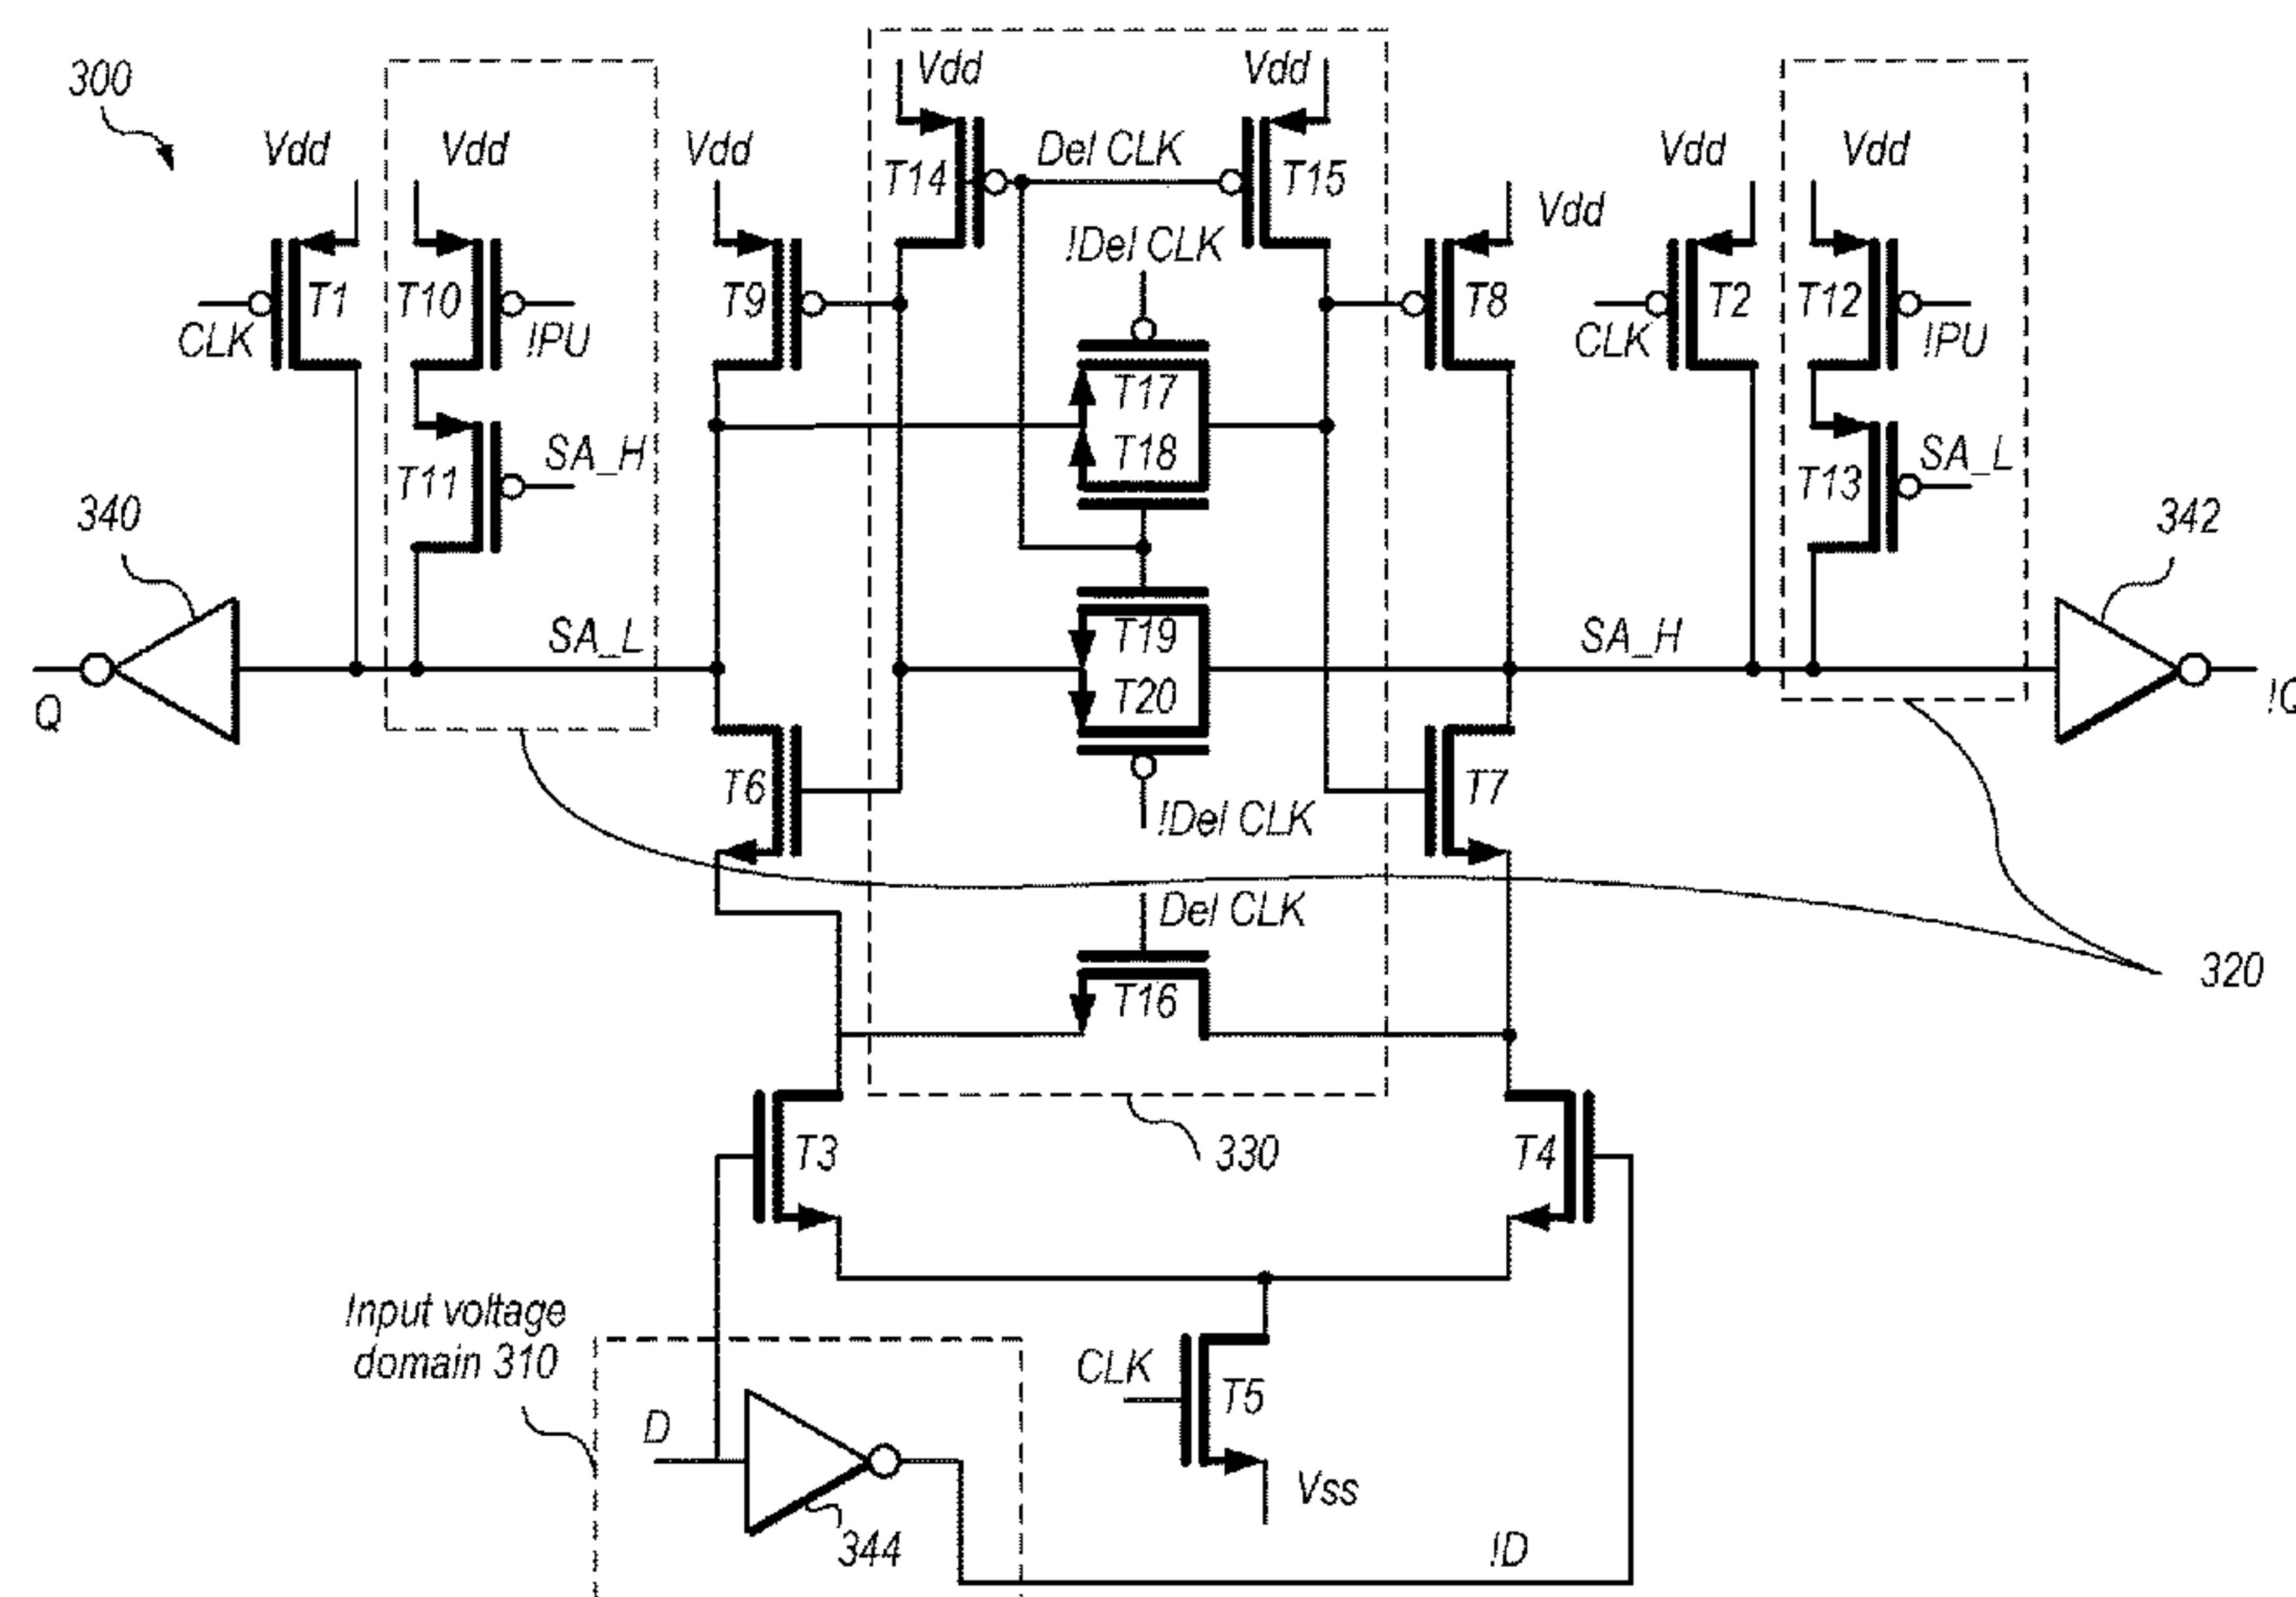 300
Vdd
Vdd
Vdd
Vdd
Vdd
Vdd
Vdd
Vdd
T14
Del CLK
T15
!Del CLK
T1
T10
T9
T8
T2
T12
CLK
!PU
CLK
!PU
T17
T18
SA_H
T11
SA_L
T13
340
342
SA_L
T19
SA_H
T20
Q
!Q
T6
T7
!Del CLK
Del CLK
T16
320
T3
330
T4
Input voltage
domain 310
CLK
T5
D
Vss
344
!D